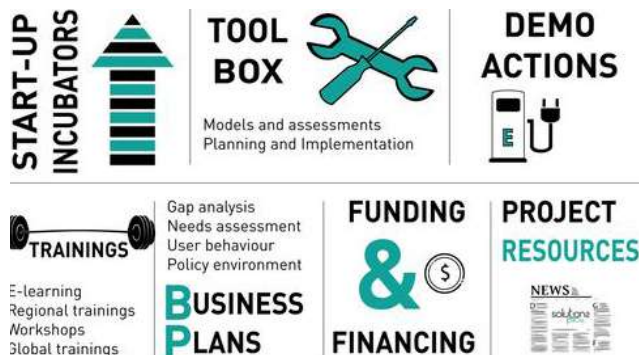 START-UP
INCUBATORS
TOOL
BOX
Models and assessments
Planning and Implementation
DEMO
ACTIONS
E
TRAININGS
E-learning
Regional trainings
Workshops
Global trainings
Gap analysis
Needs assessment
User behaviour
Policy environment
BUSINESS
PLANS
FUNDING
&
$
FINANCING
PROJECT
RESOURCES
NEWS
solutions